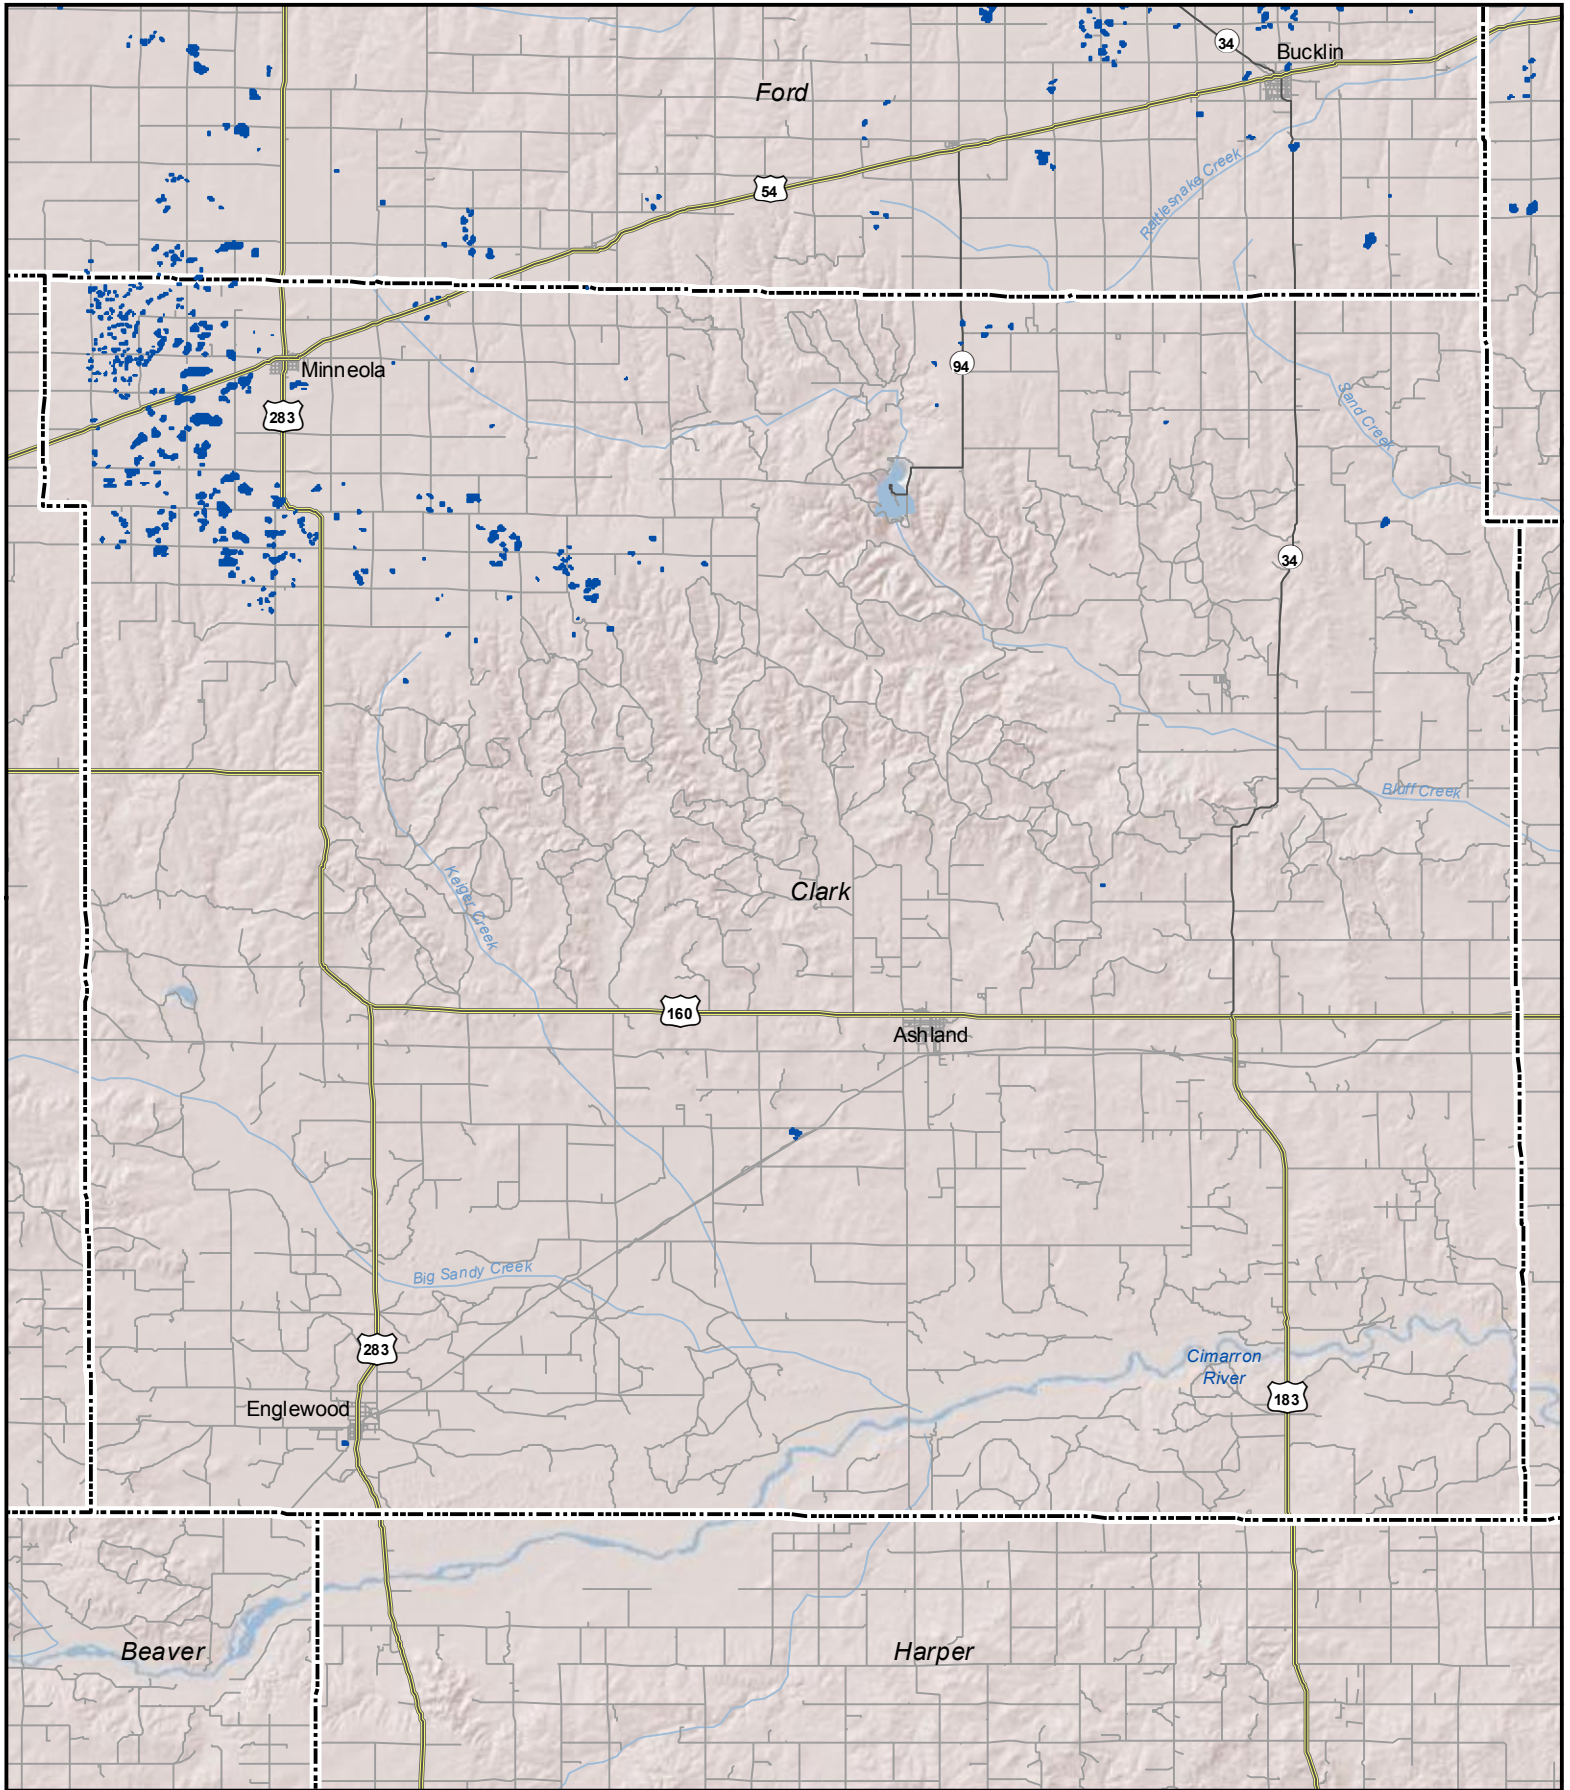 34
Bucklin
Ford
54
Rattlesnake Creek
Minneola
94
283
Sand Creek
34
Bluff Creek
Keiger Creek
Clark
160
Ashland
Big Sandy Creek
283
Cimarron
River
183
Englewood
Beaver
Harper